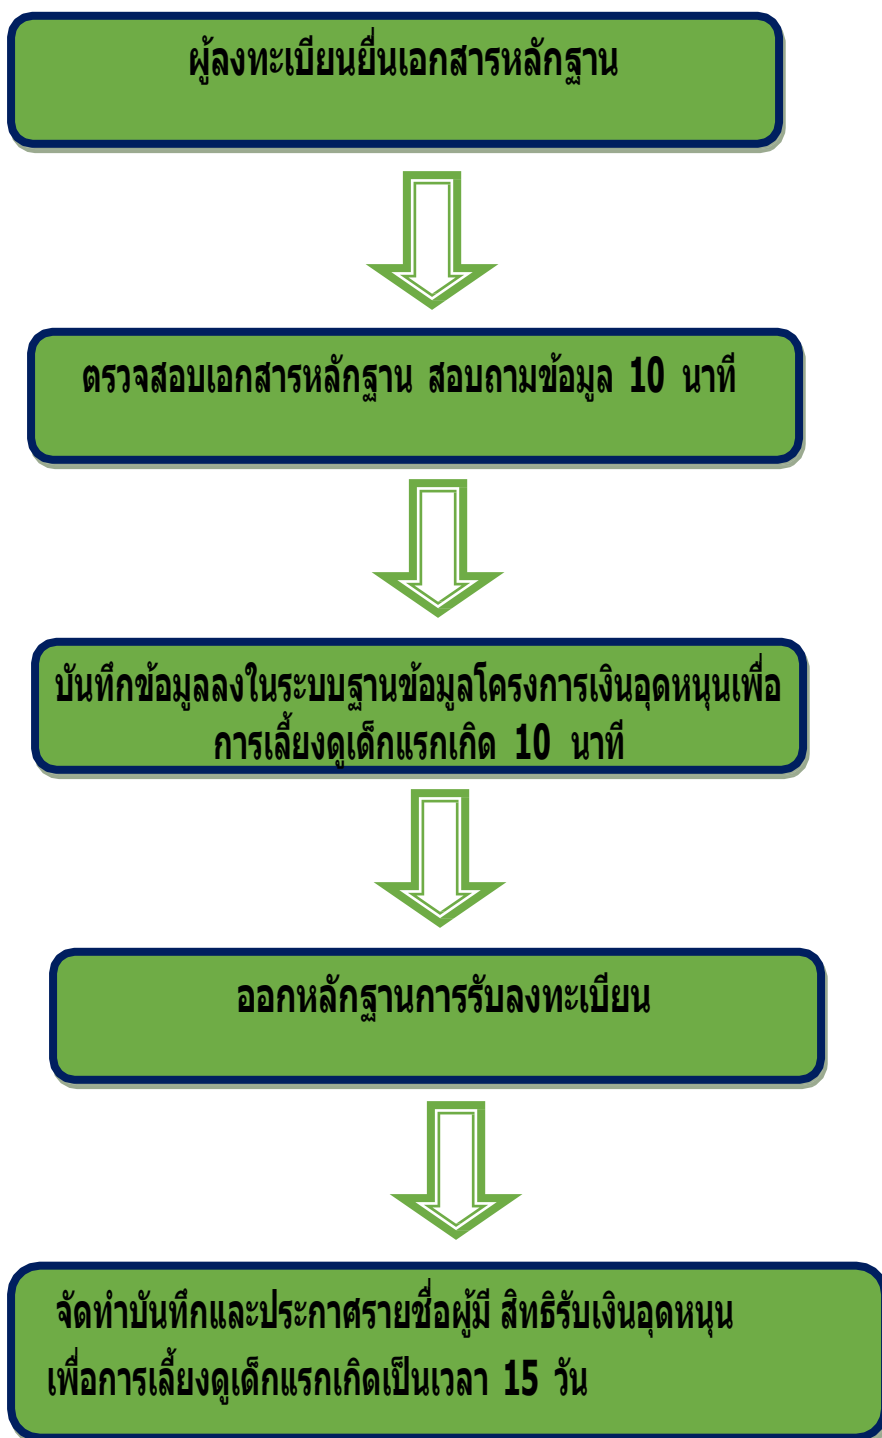 ผู้ลงทะเบียนยื่นเอกสารหลักฐาน
ตรวจสอบเอกสารหลักฐาน สอบถามข้อมูล 10 นาที
บันทึกข้อมูลลงในระบบฐานข้อมูลโครงการเงินอุดหนุนเพื่อ
การเลี้ยงดูเด็กแรกเกิด 10 นาที
ออกหลักฐานการรับลงทะเบียน
จัดทำบันทึกและประกาศรายชื่อผู้มี สิทธิรับเงินอุดหนุน
เพื่อการเลี้ยงดูเด็กแรกเกิดเป็นเวลา 15 วัน